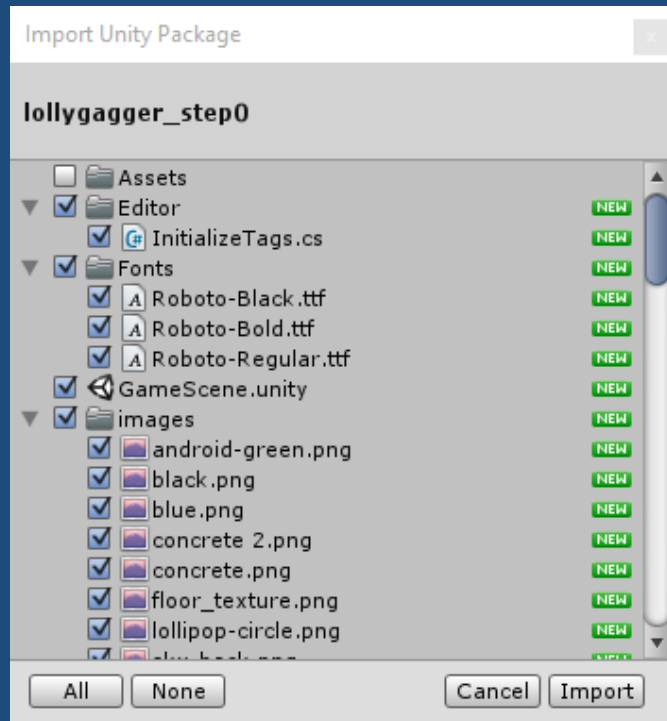 Import Unity Package
x
lollygagger_step0
Assets
Editor NEW
InitializeTags.cs NEW
Fonts NEW
Roboto-Black.ttf NEW
Roboto-Bold.ttf NEW
Roboto-Regular.ttf NEW
GameScene.unity NEW
images NEW
android-green.png NEW
black.png NEW
blue.png NEW
concrete 2.png NEW
concrete.png NEW
floor_texture.png NEW
lollipop-circle.png NEW
All None Cancel Import